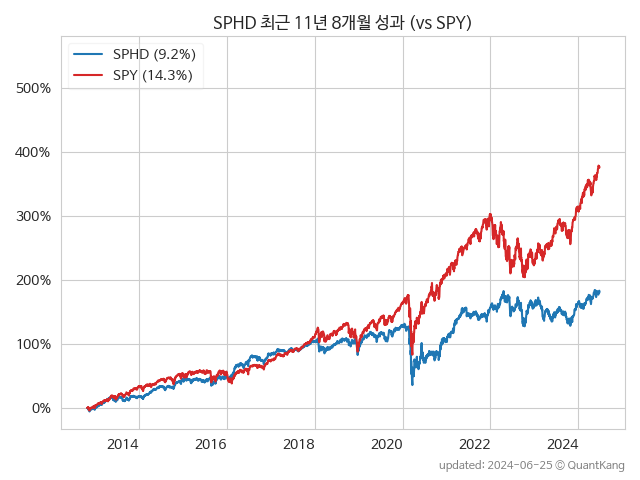 SPHD 최근 11년 8개월 성과 (vs SPY)
SPHD (9.2%)
SPY (14.3%)
500%
400%
300%
200%
100%
0%
2014 2016 2018 2020 2022 2024
updated: 2024-06-25 © QuantKang